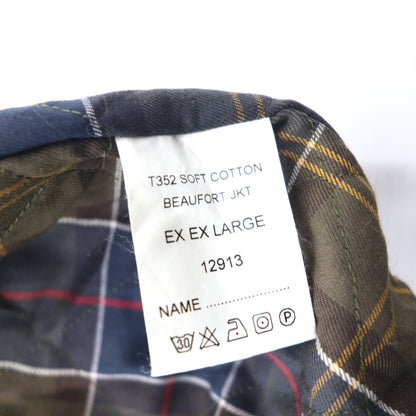 T352 SOFT COTTON
BEAUFORT JKT
EX EX LARGE
12913
NAME ........................
30 P